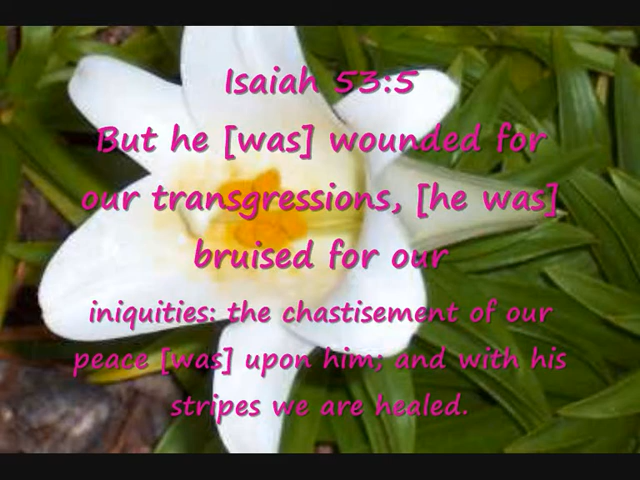 Isaiah 53:5
But he [was] wounded for
our transgressions, [he was]
bruised for our
iniquities: the chastisement of our
peace [was] upon him; and with his
stripes we are healed.